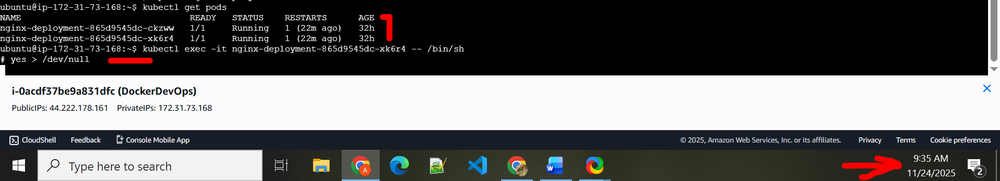 ubuntu@ip-172-31-73-168:~$ kubectl get pods
NAME READY STATUS RESTARTS AGE
nginx-deployment-865d9545dc-ckzww 1/1 Running 1 (22m ago) 32h
nginx-deployment-865d9545dc-xk6r4 1/1 Running 1 (22m ago) 32h
ubuntu@ip-172-31-73-168:~$ kubectl exec -it nginx-deployment-865d9545dc-xk6r4 -- /bin/sh
# yes > /dev/null
i-0acdf37be9a831dfc (DockerDevOps)
PublicIPs: 44.222.178.161 PrivateIPs: 172.31.73.168
CloudShell Feedback Console Mobile App © 2025, Amazon Web Services, Inc. or its affiliates. Privacy Terms Cookie preferences
Type here to search
A
W
9:35 AM
11/24/2025
2